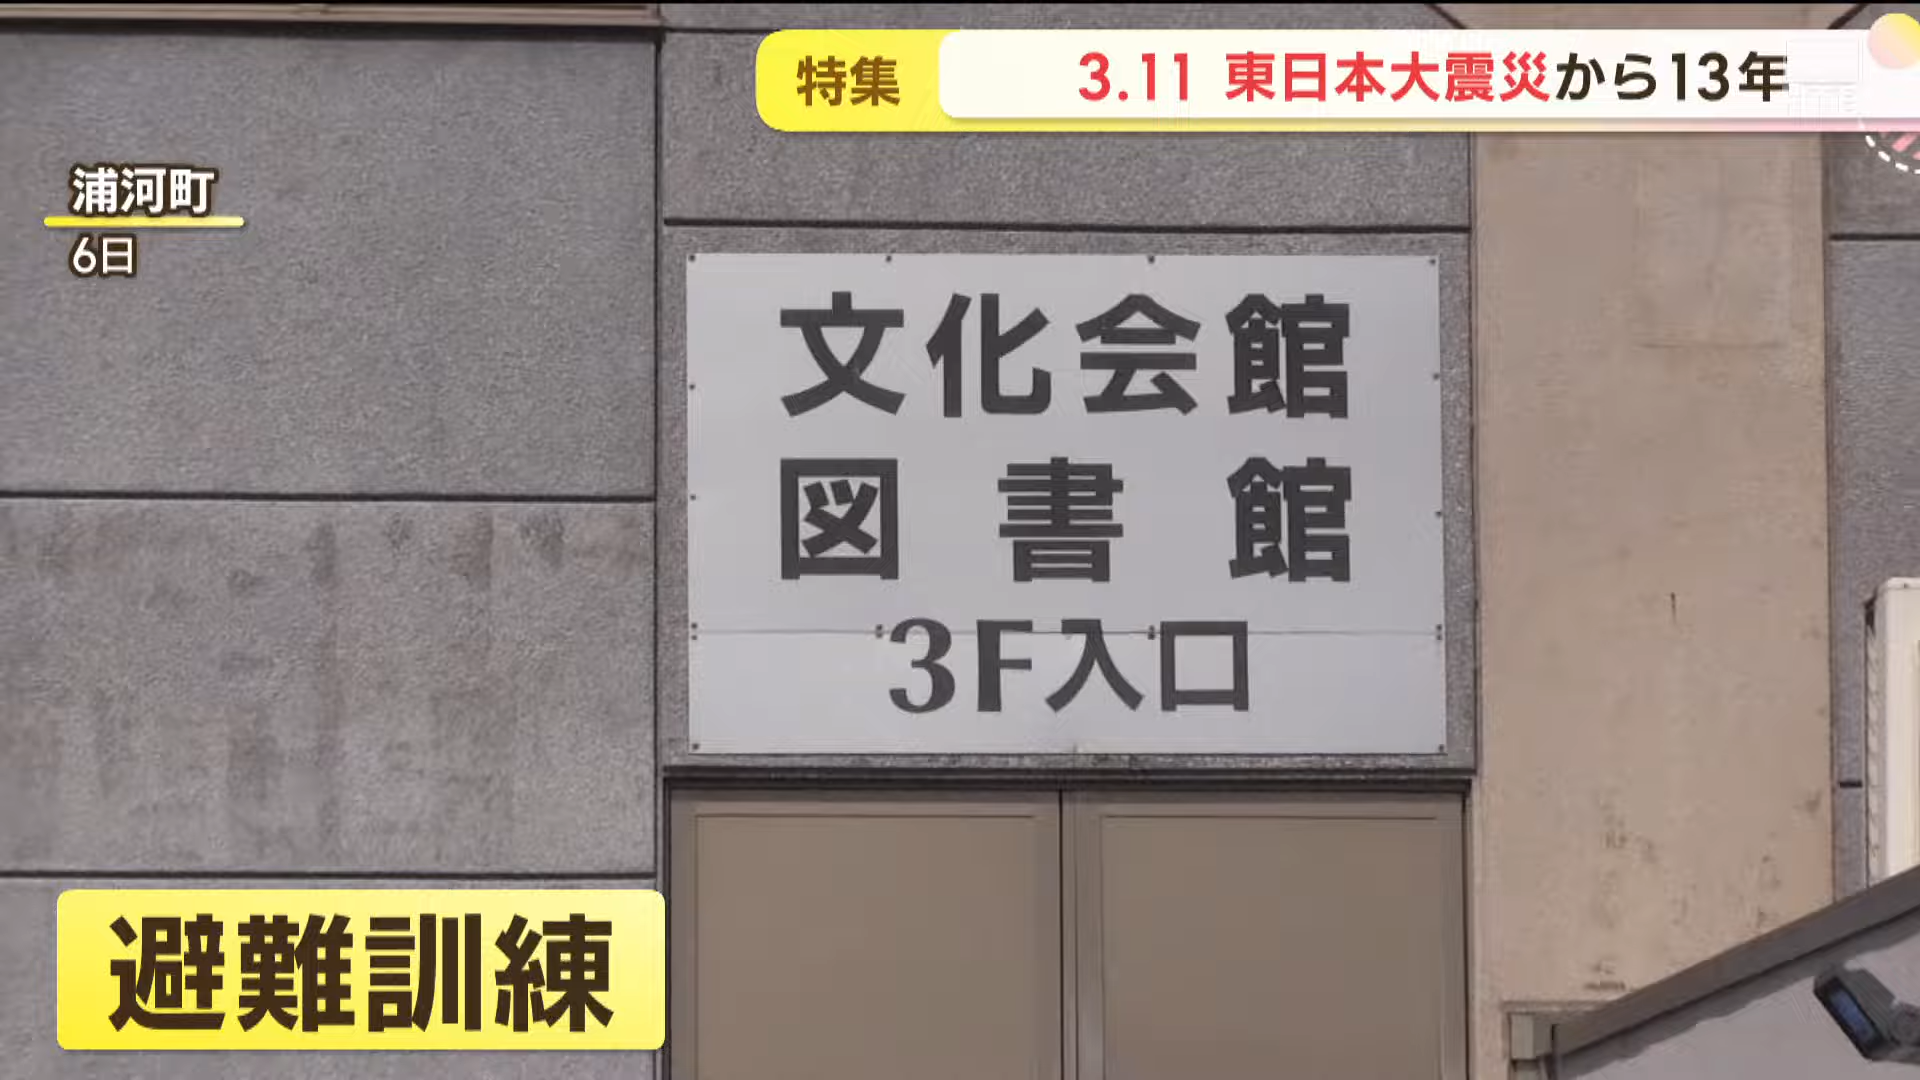 特集
3.11 東日本大震災から13年
浦河町
6日
文化会館
図書館
3F入口
避難訓練